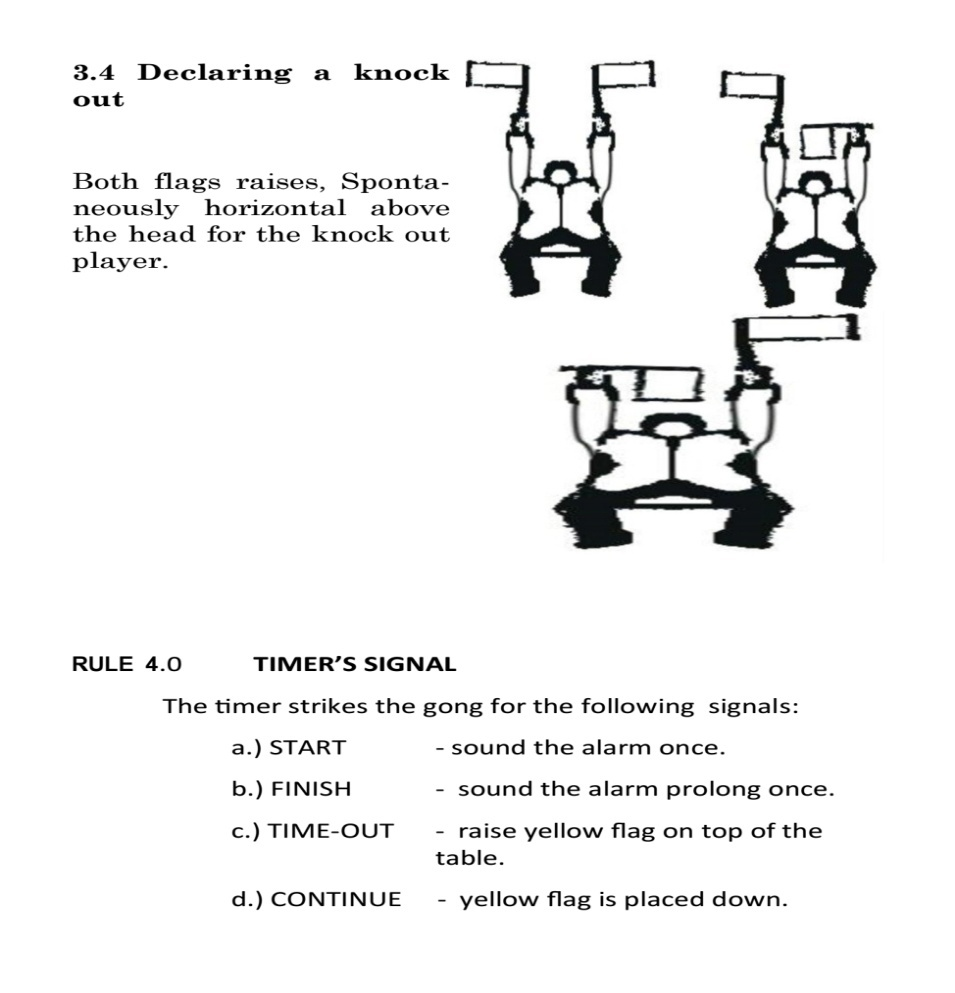 3.4 Declaring a knock
out
Both flags raises, Sponta-
neously horizontal above
the head for the knock out
player.
RULE 4.0 TIMER’S SIGNAL
The timer strikes the gong for the following signals:
a.) START - sound the alarm once.
b.) FINISH - sound the alarm prolong once.
c.) TIME-OUT - raise yellow flag on top of the
table.
d.) CONTINUE - yellow flag is placed down.